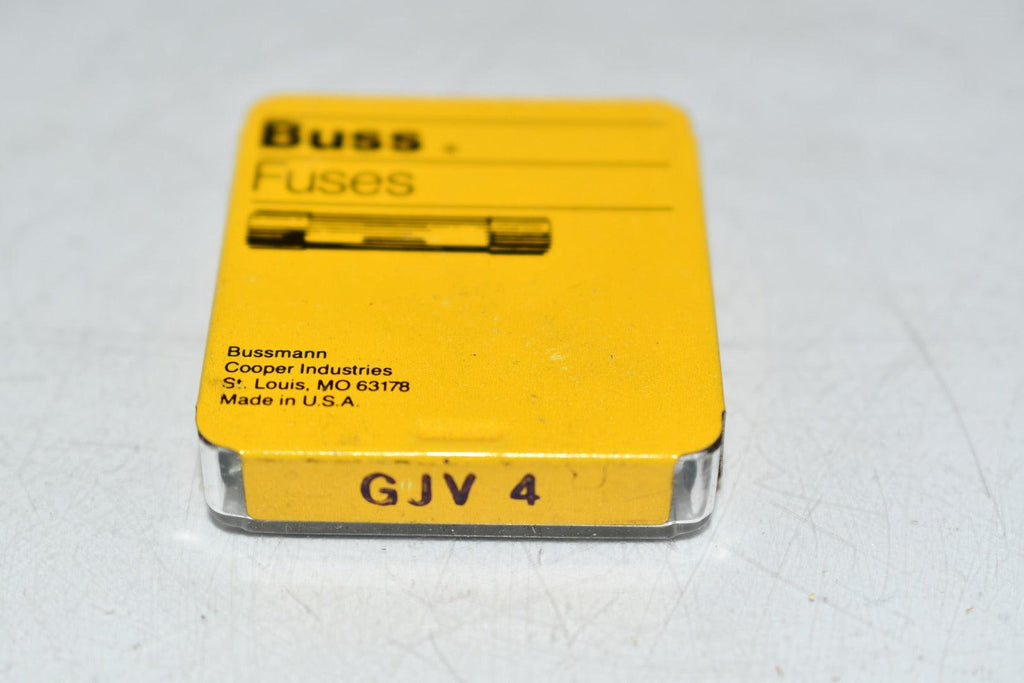 Buss
Fuses
Bussmann
Cooper Industries
St. Louis, MO 63178
Made in U.S.A.
GJV 4